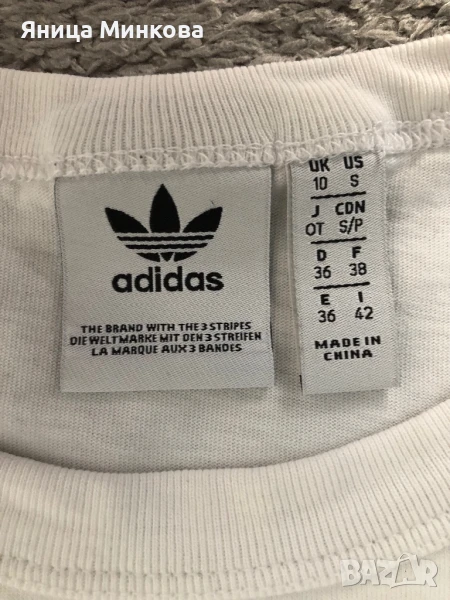 Яница Минкова
adidas
THE BRAND WITH THE 3 STRIPES
DIE WELTMARKE MIT DEN 3 STREIFEN
LA MARQUE AUX 3 BANDES
UK US
10 S
J CDN
OT S/P
D F
36 38
E I
36 42
MADE IN
CHINA
BAZAR